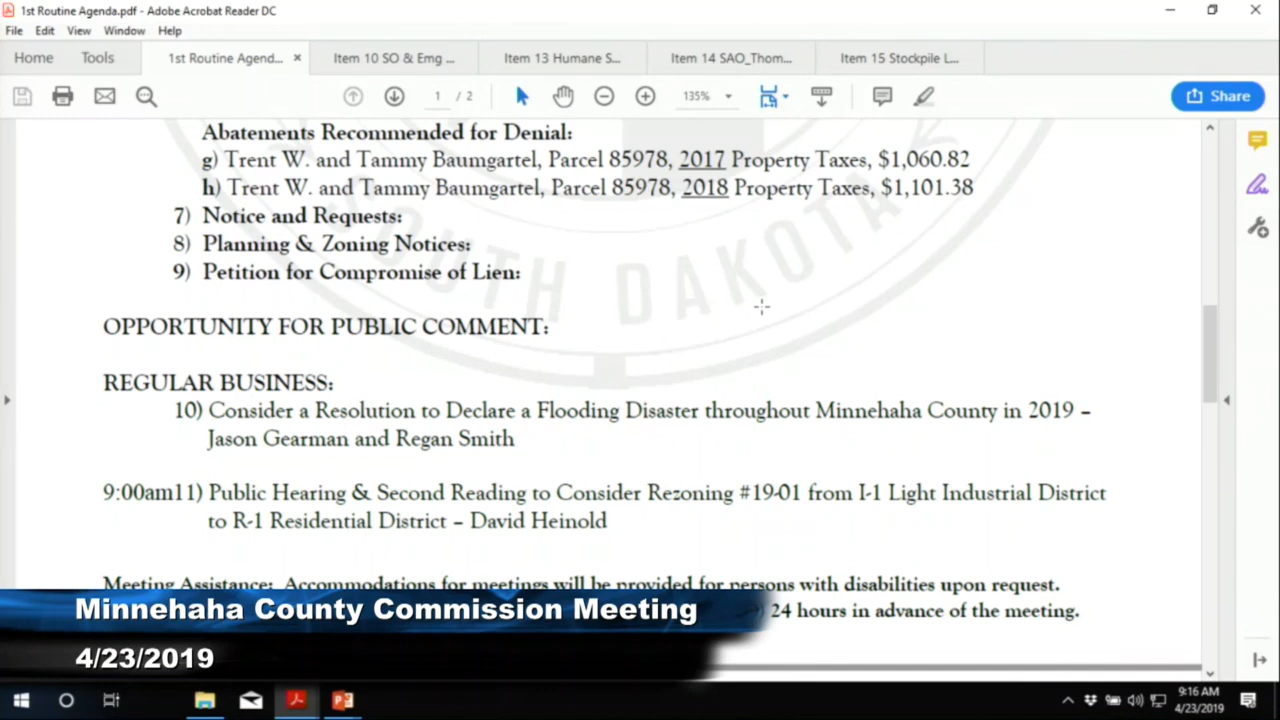 1st Routine Agenda.pdf - Adobe Acrobat Reader DC
File Edit View Window Help
Home Tools 1st Routine Agend... × Item 10 SO & Emg ... Item 13 Humane S... Item 14 SAO_Thom... Item 15 Stockpile L...
1 / 2 135% Share
SOUTH DAKOTA
Abatements Recommended for Denial:
g) Trent W. and Tammy Baumgartel, Parcel 85978, 2017 Property Taxes, $1,060.82
h) Trent W. and Tammy Baumgartel, Parcel 85978, 2018 Property Taxes, $1,101.38
7) Notice and Requests:
8) Planning & Zoning Notices:
9) Petition for Compromise of Lien:
OPPORTUNITY FOR PUBLIC COMMENT:
REGULAR BUSINESS:
10) Consider a Resolution to Declare a Flooding Disaster throughout Minnehaha County in 2019 –
Jason Gearman and Regan Smith
9:00am11) Public Hearing & Second Reading to Consider Rezoning #19-01 from I-1 Light Industrial District
to R-1 Residential District – David Heinold
Meeting Assistance: Accommodations for meetings will be provided for persons with disabilities upon request.
24 hours in advance of the meeting.
Minnehaha County Commission Meeting
4/23/2019
9:16 AM
4/23/2019